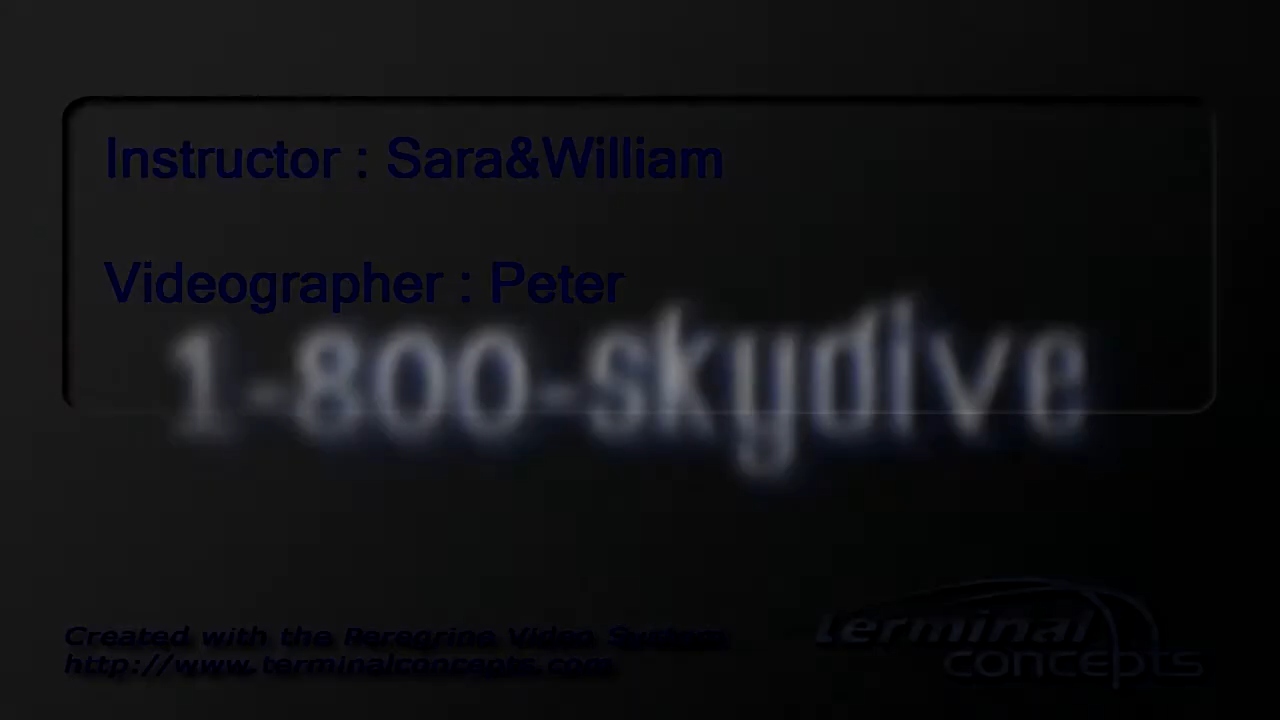 Instructor : Sara&William
Videographer : Peter
1-800-skydive
Created with the Peregrine Video System
http://www.terminalconcepts.com
terminal
concepts